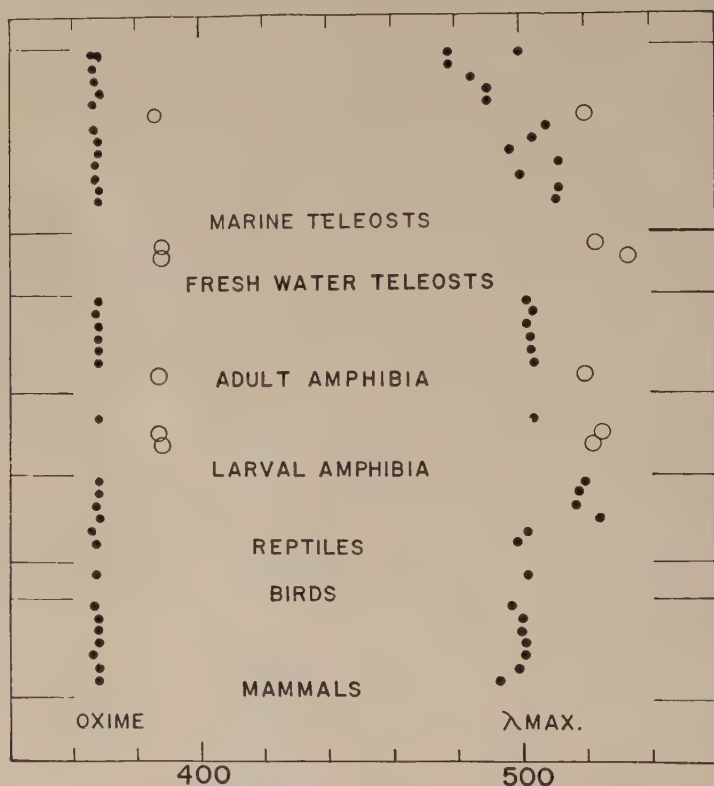 MARINE TELEOSTS
FRESH WATER TELEOSTS
ADULT AMPHIBIA
LARVAL AMPHIBIA
REPTILES
BIRDS
MAMMALS
OXIME λMAX.
400 500